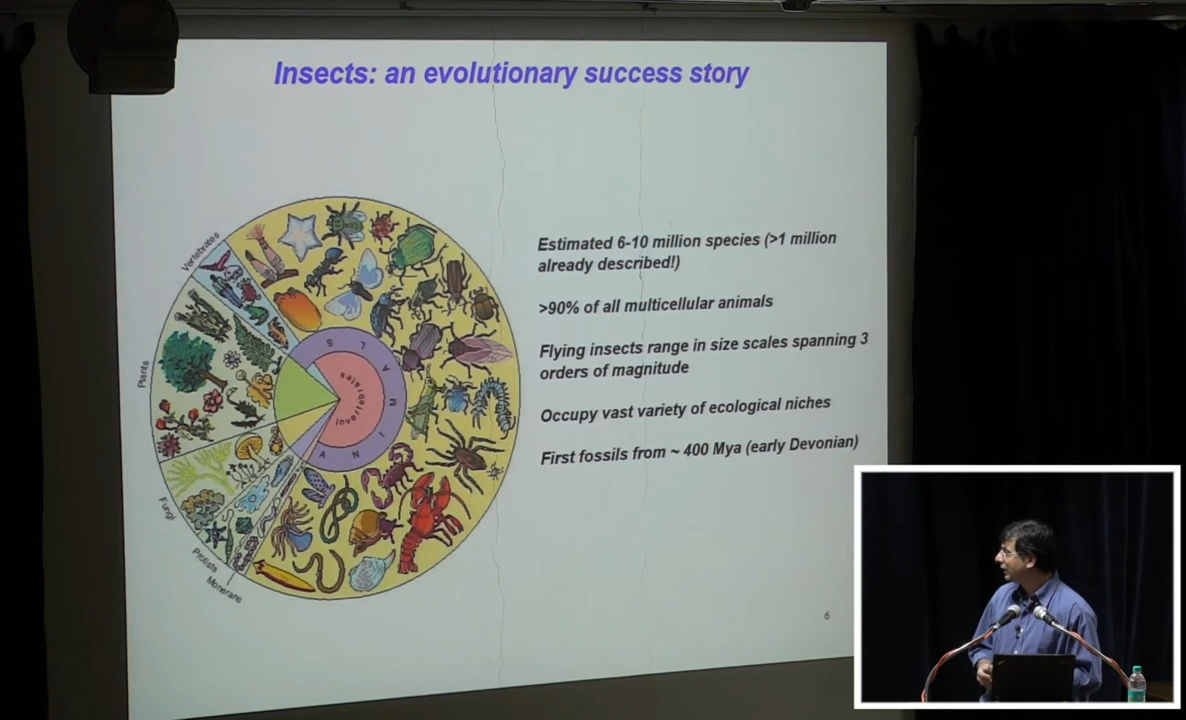 Insects: an evolutionary success story
Vertebrates
Plants
Fungi
Protists
Monerans
ANIMALS
Invertebrates
Estimated 6-10 million species (>1 million
already described!)
>90% of all multicellular animals
Flying insects range in size scales spanning 3
orders of magnitude
Occupy vast variety of ecological niches
First fossils from ~ 400 Mya (early Devonian)
6